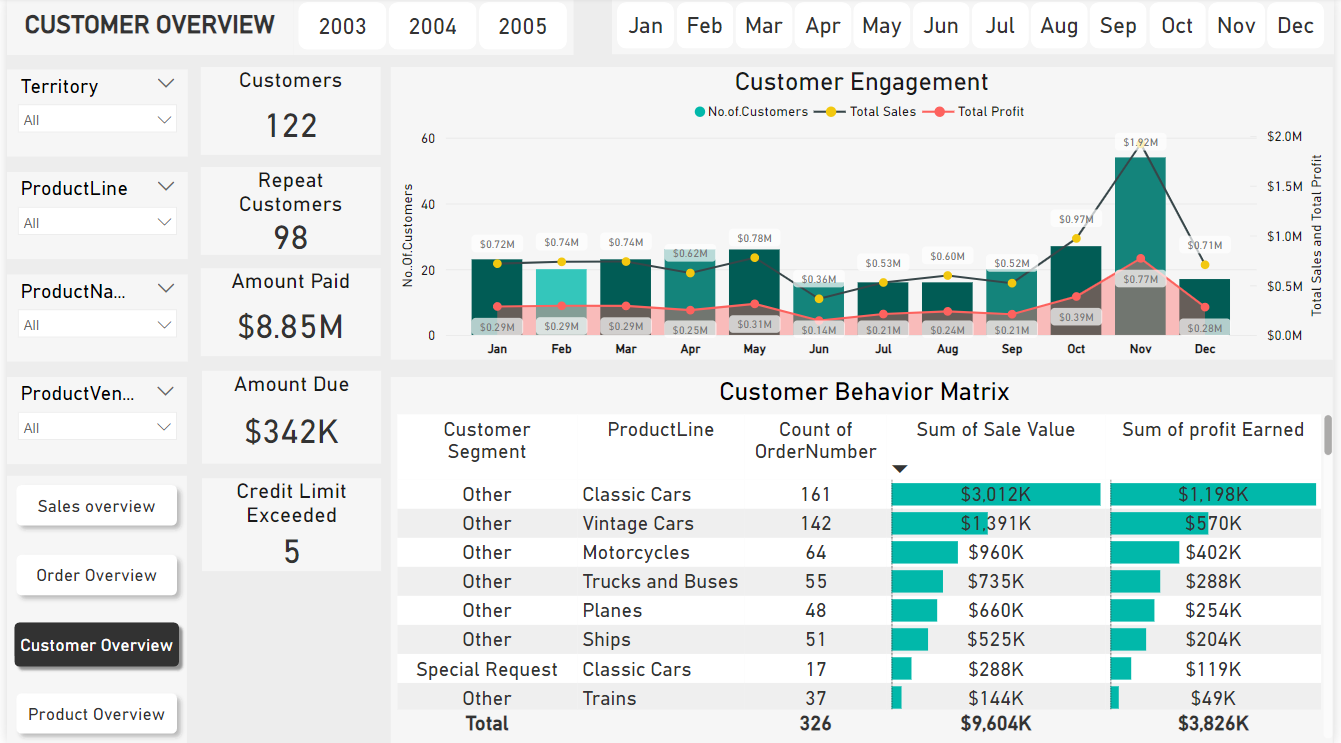 CUSTOMER OVERVIEW
2003 2004 2005
Jan Feb Mar Apr May Jun Jul Aug Sep Oct Nov Dec
Territory
All
ProductLine
All
ProductNa...
All
ProductVen...
All
Sales overview
Order Overview
Customer Overview
Product Overview
Customers
122
Repeat
Customers
98
Amount Paid
$8.85M
Amount Due
$342K
Credit Limit
Exceeded
5
Customer Engagement
No.of.Customers Total Sales Total Profit
No.Of.Customers
60
40
20
0
$2.0M
$1.5M
$1.0M
$0.5M
$0.0M
Total Sales and Total Profit
$0.72M $0.74M $0.74M $0.62M $0.78M $0.36M $0.53M $0.60M $0.52M $0.97M $1.92M $0.71M
$0.29M $0.29M $0.29M $0.25M $0.31M $0.14M $0.21M $0.24M $0.21M $0.39M $0.77M $0.28M
Jan Feb Mar Apr May Jun Jul Aug Sep Oct Nov Dec
Customer Behavior Matrix
Customer ProductLine Count of Sum of Sale Value Sum of profit Earned
Segment OrderNumber
Other Classic Cars 161 $3,012K $1,198K
Other Vintage Cars 142 $1,391K $570K
Other Motorcycles 64 $960K $402K
Other Trucks and Buses 55 $735K $288K
Other Planes 48 $660K $254K
Other Ships 51 $525K $204K
Special Request Classic Cars 17 $288K $119K
Other Trains 37 $144K $49K
Total 326 $9,604K $3,826K